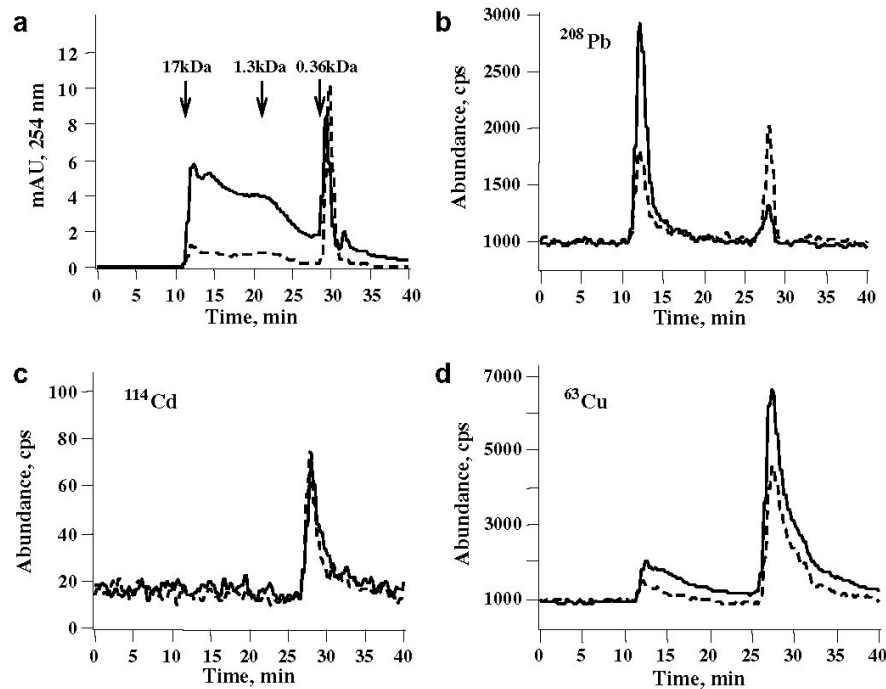 a
17kDa 1.3kDa 0.36kDa
12
10
8
6
4
2
0
mAU, 254 nm
0 5 10 15 20 25 30 35 40
Time, min
b
208Pb
3000
2500
2000
1500
1000
Abundance, cps
0 5 10 15 20 25 30 35 40
Time, min
c
114Cd
100
80
60
40
20
0
Abundance, cps
0 5 10 15 20 25 30 35 40
Time, min
d
63Cu
7000
5000
3000
1000
Abundance, cps
0 5 10 15 20 25 30 35 40
Time, min